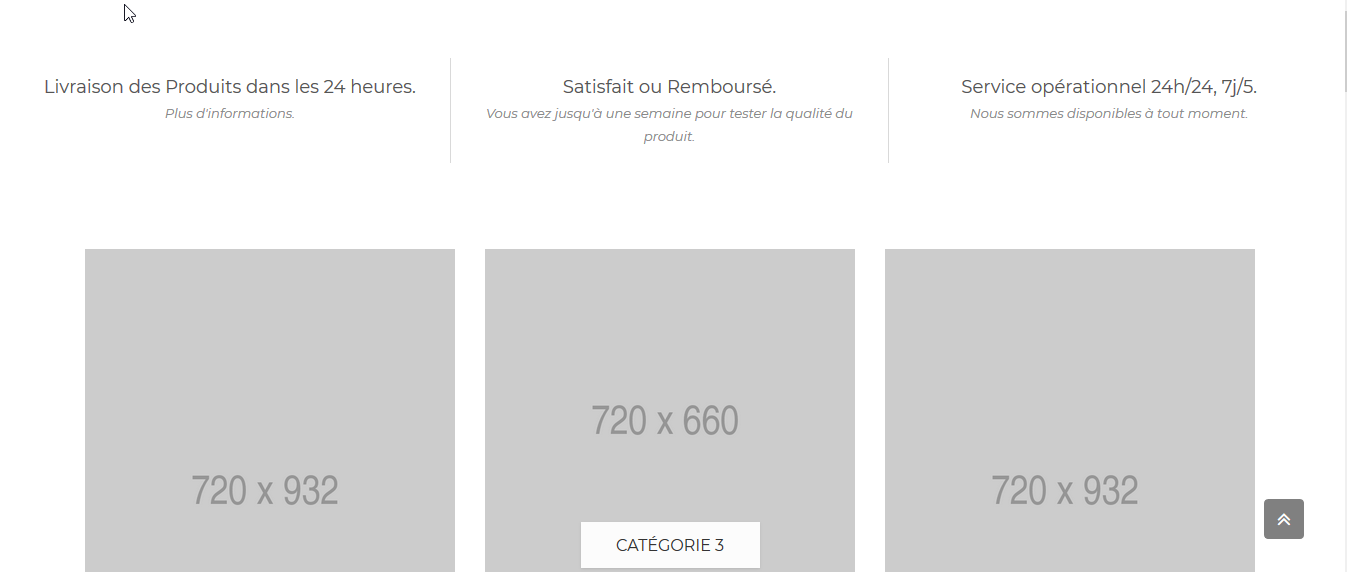 Livraison des Produits dans les 24 heures.
Plus d'informations.
Satisfait ou Remboursé.
Vous avez jusqu'à une semaine pour tester la qualité du
produit.
Service opérationnel 24h/24, 7j/5.
Nous sommes disponibles à tout moment.
720 x 932
720 x 660
CATÉGORIE 3
720 x 932